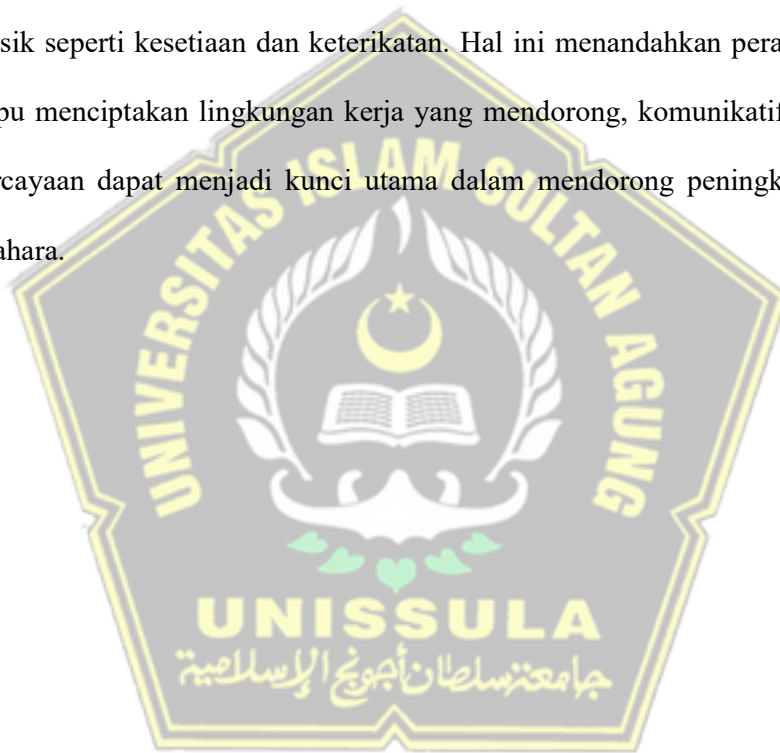 sik seperti kesetiaan dan keterikatan. Hal ini menandahkan pera
pu menciptakan lingkungan kerja yang mendorong, komunikatif
rcayaan dapat menjadi kunci utama dalam mendorong peningk
ahara.
UNIVERSITAS ISLAM SULTAN AGUNG
UNISSULA
جامعة سلطان أجونج الإسلامية